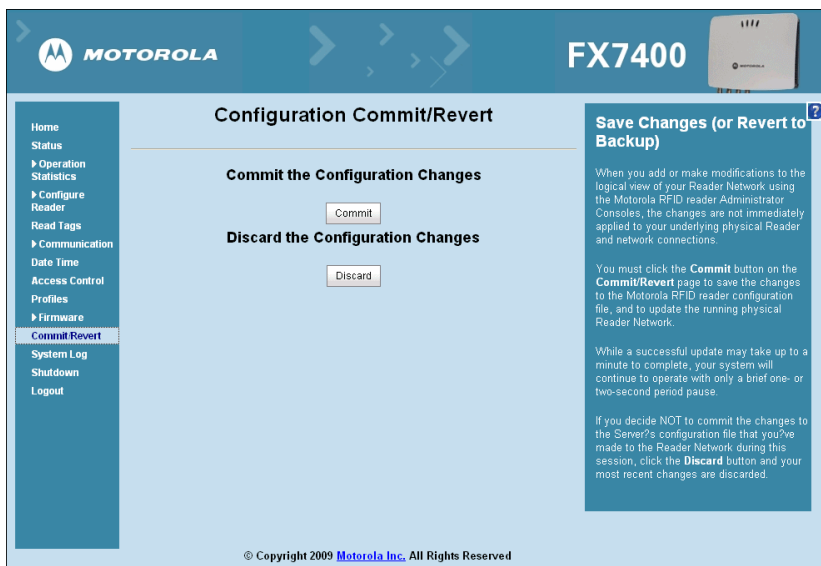 MOTOROLA
FX7400
MOTOROLA
Home
Status
Operation
Statistics
Configure
Reader
Read Tags
Communication
Date Time
Access Control
Profiles
Firmware
Commit/Revert
System Log
Shutdown
Logout
Configuration Commit/Revert
Commit the Configuration Changes
Commit
Discard the Configuration Changes
Discard
?
Save Changes (or Revert to
Backup)
When you add or make modifications to the
logical view of your Reader Network using
the Motorola RFID reader Administrator
Consoles, the changes are not immediately
applied to your underlying physical Reader
and network connections.
You must click the Commit button on the
Commit/Revert page to save the changes
to the Motorola RFID reader configuration
file, and to update the running physical
Reader Network.
While a successful update may take up to a
minute to complete, your system will
continue to operate with only a brief one- or
two-second period pause.
If you decide NOT to commit the changes to
the Server?s configuration file that you?ve
made to the Reader Network during this
session, click the Discard button and your
most recent changes are discarded.
© Copyright 2009 Motorola Inc. All Rights Reserved